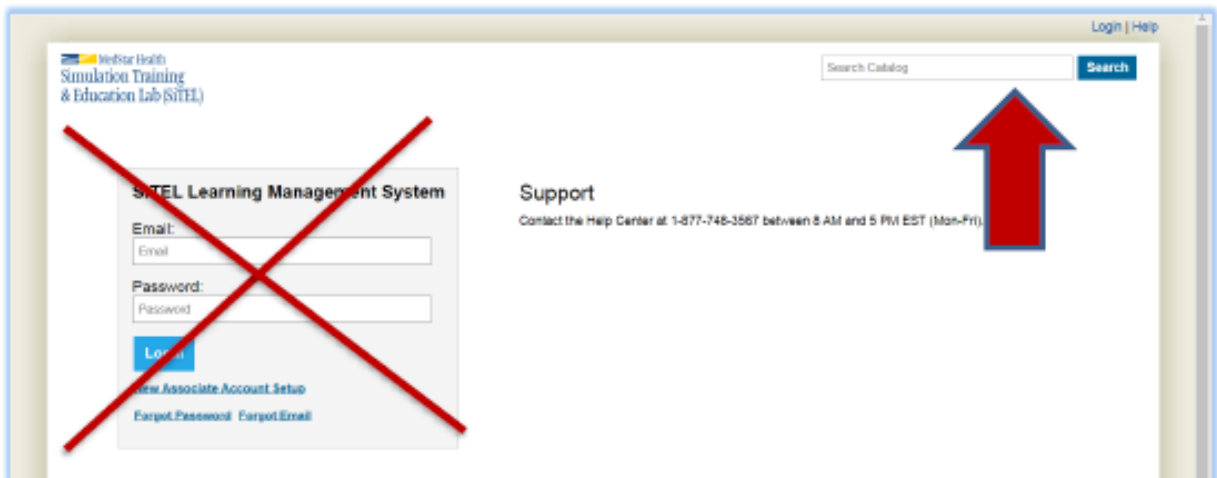 Login | Help
MedStar Health
Simulation Training
& Education Lab (SiTEL)
Search Catalog
Search
SiTEL Learning Management System
Email:
Email
Password:
Password
Login
New Associate Account Setup
Forgot Password Forgot Email
Support
Contact the Help Center at 1-877-748-3567 between 8 AM and 5 PM EST (Mon-Fri).